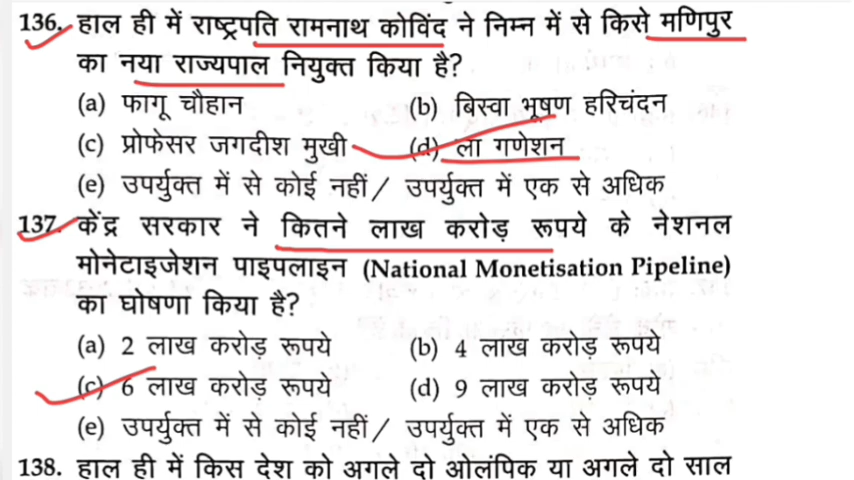 136. हाल ही में राष्ट्रपति रामनाथ कोविंद ने निम्न में से किसे मणिपुर
का नया राज्यपाल नियुक्त किया है?
(a) फागू चौहान (b) बिस्वा भूषण हरिचंदन
(c) प्रोफेसर जगदीश मुखी (d) ला गणेशन
(e) उपर्युक्त में से कोई नहीं/ उपर्युक्त में एक से अधिक
137. केंद्र सरकार ने कितने लाख करोड़ रूपये के नेशनल
मोनेटाइजेशन पाइपलाइन (National Monetisation Pipeline)
का घोषणा किया है?
(a) 2 लाख करोड़ रूपये (b) 4 लाख करोड़ रूपये
(c) 6 लाख करोड़ रूपये (d) 9 लाख करोड़ रूपये
(e) उपर्युक्त में से कोई नहीं/ उपर्युक्त में एक से अधिक
138. हाल ही में किस देश को अगले दो ओलंपिक या अगले दो साल